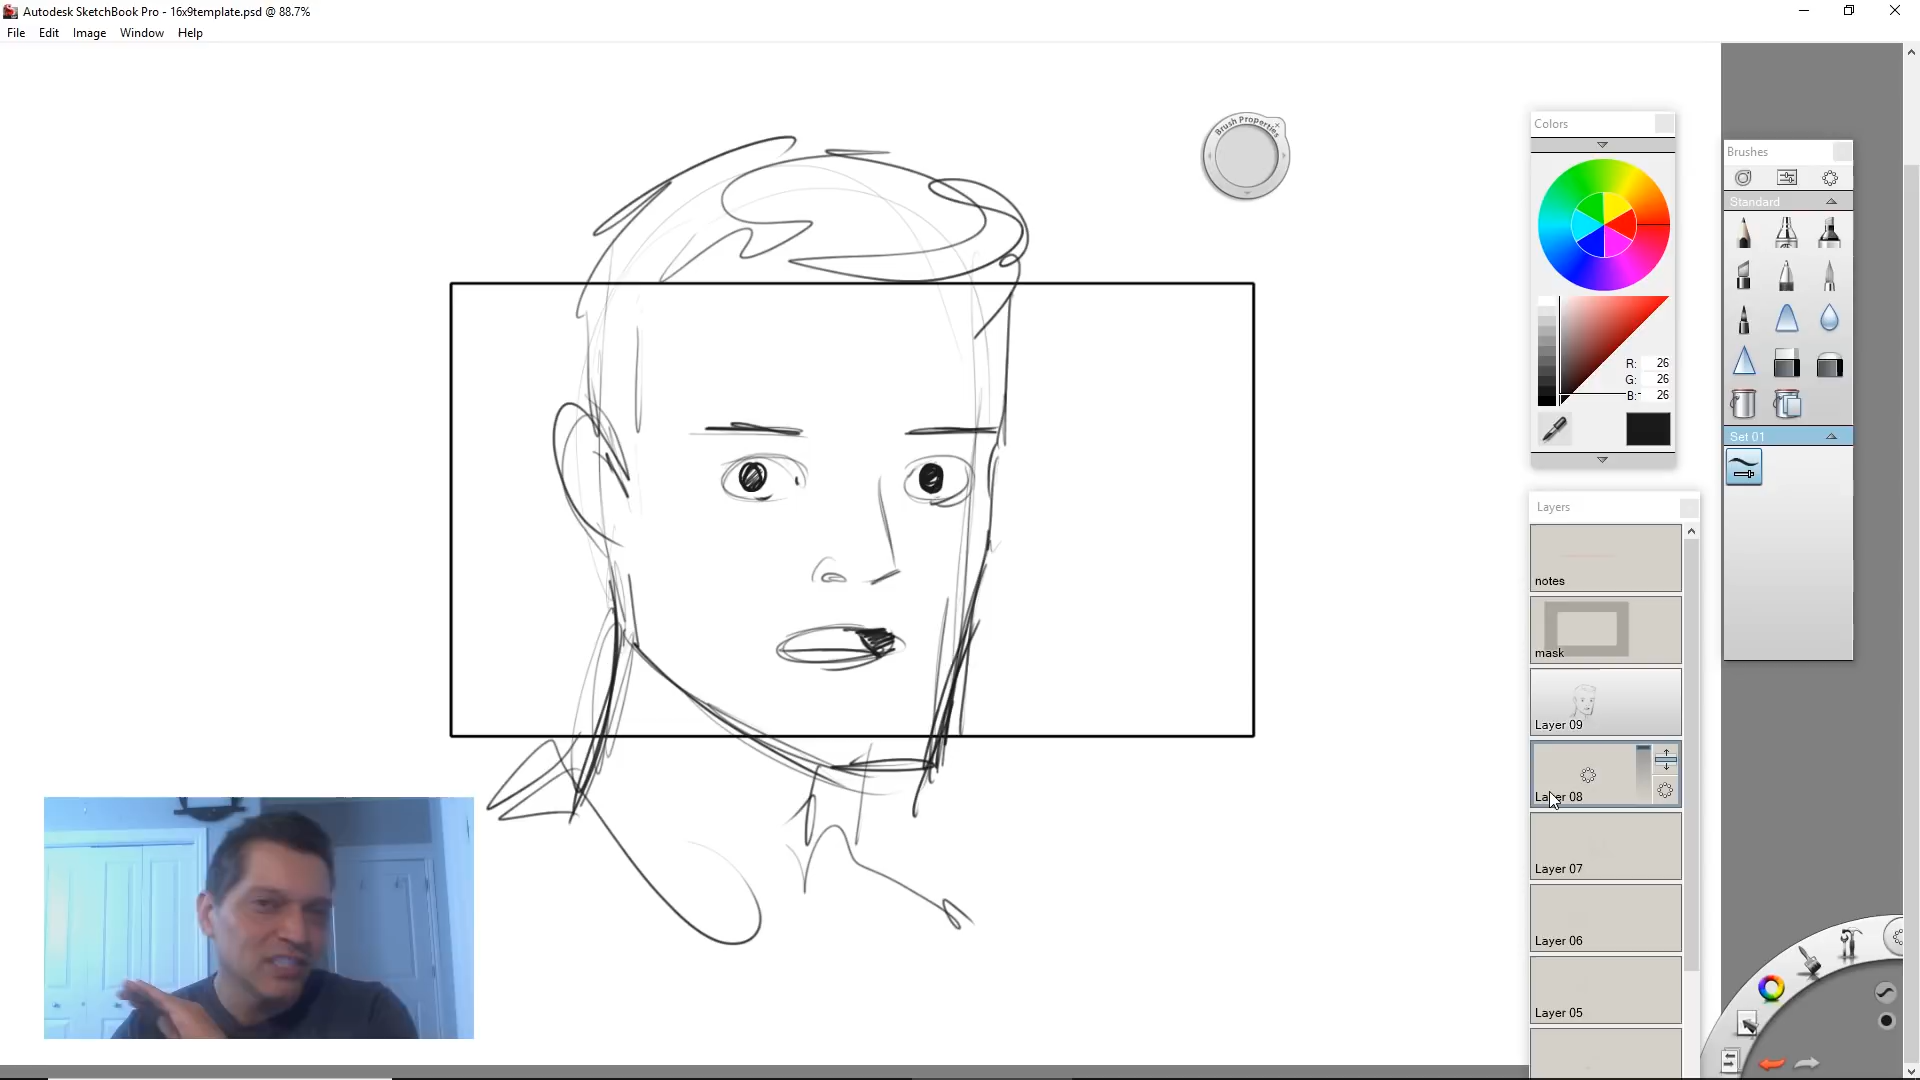 Autodesk SketchBook Pro - 16x9template.psd @ 88.7%
File Edit Image Window Help
Brush Properties
Colors
R: 26
G: 26
B: 26
Brushes
Standard
Set 01
Layers
notes
mask
Layer 09
Layer 08
Layer 07
Layer 06
Layer 05